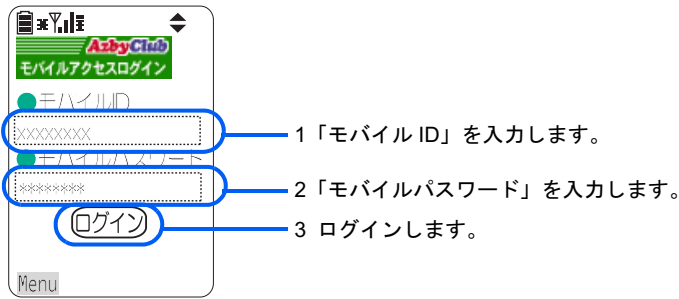 AzbyClub
モバイルアクセスログイン
●モバイルID
xxxxxxxx
1「モバイル ID」を入力します。
●モバイルパスワード
********
2「モバイルパスワード」を入力します。
ログイン
3 ログインします。
Menu